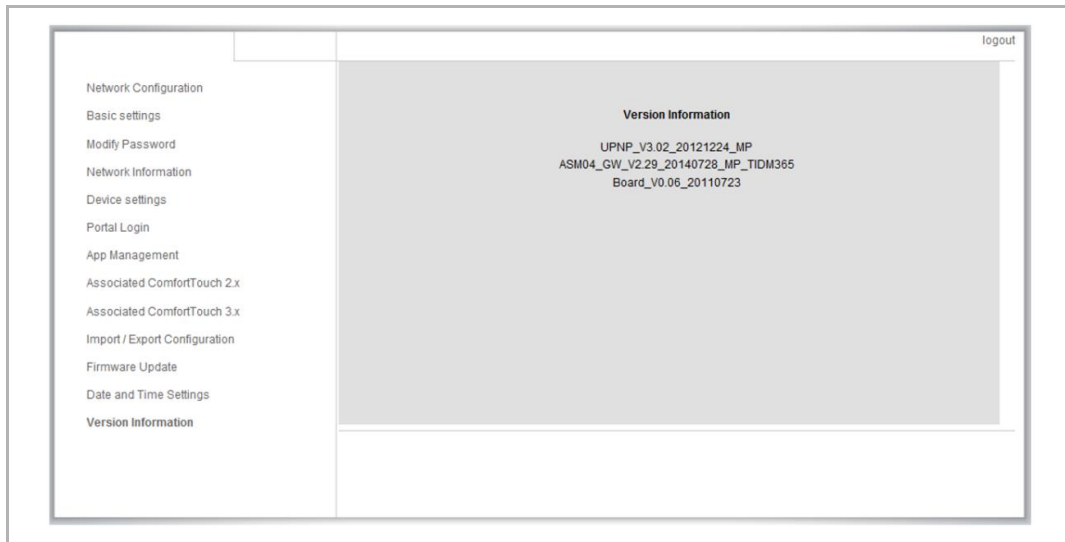 logout
Network Configuration
Basic settings
Modify Password
Network Information
Device settings
Portal Login
App Management
Associated ComfortTouch 2.x
Associated ComfortTouch 3.x
Import / Export Configuration
Firmware Update
Date and Time Settings
Version Information
Version Information
UPNP_V3.02_20121224_MP
ASM04_GW_V2.29_20140728_MP_TIDM365
Board_V0.06_20110723